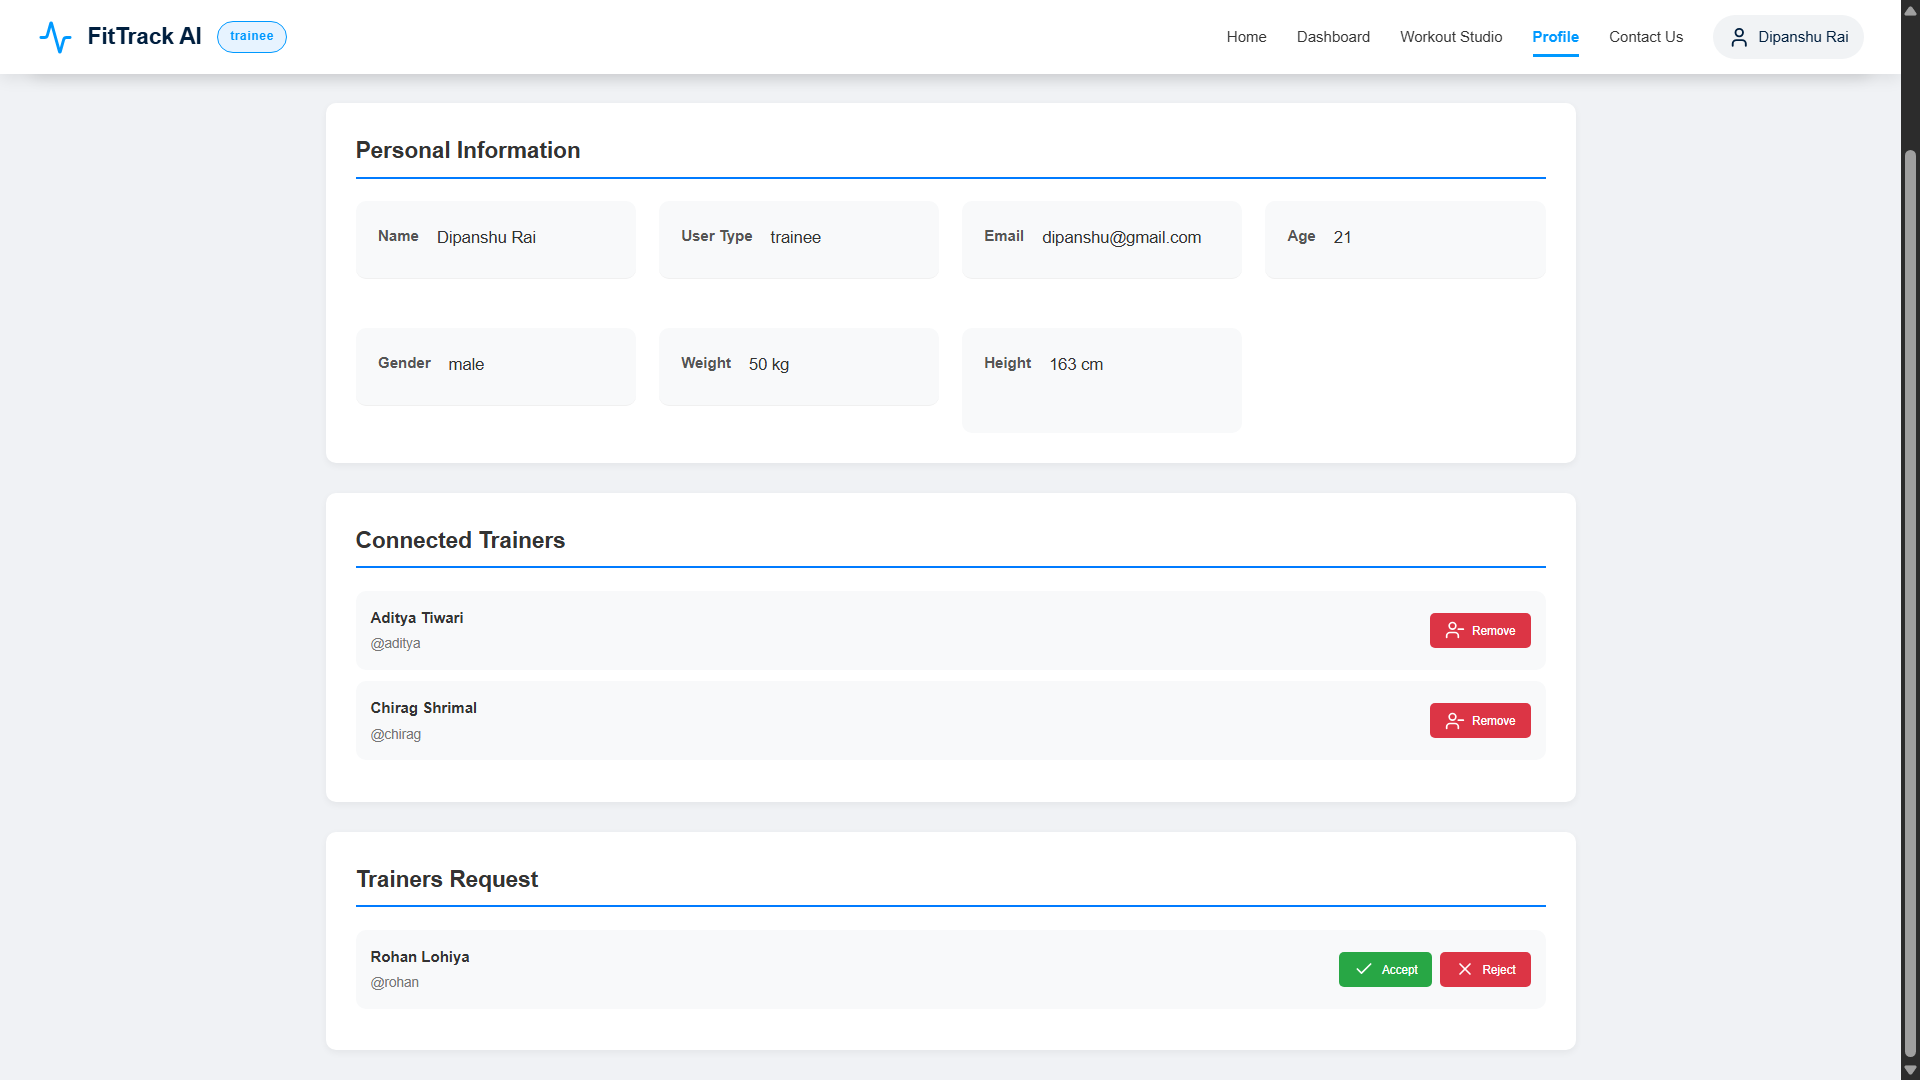 FitTrack AI trainee Home Dashboard Workout Studio Profile Contact Us Dipanshu Rai
Personal Information
Name Dipanshu Rai User Type trainee Email dipanshu@gmail.com Age 21
Gender male Weight 50 kg Height 163 cm
Connected Trainers
Aditya Tiwari
@aditya
Remove
Chirag Shrimal
@chirag
Remove
Trainers Request
Rohan Lohiya
@rohan
Accept Reject